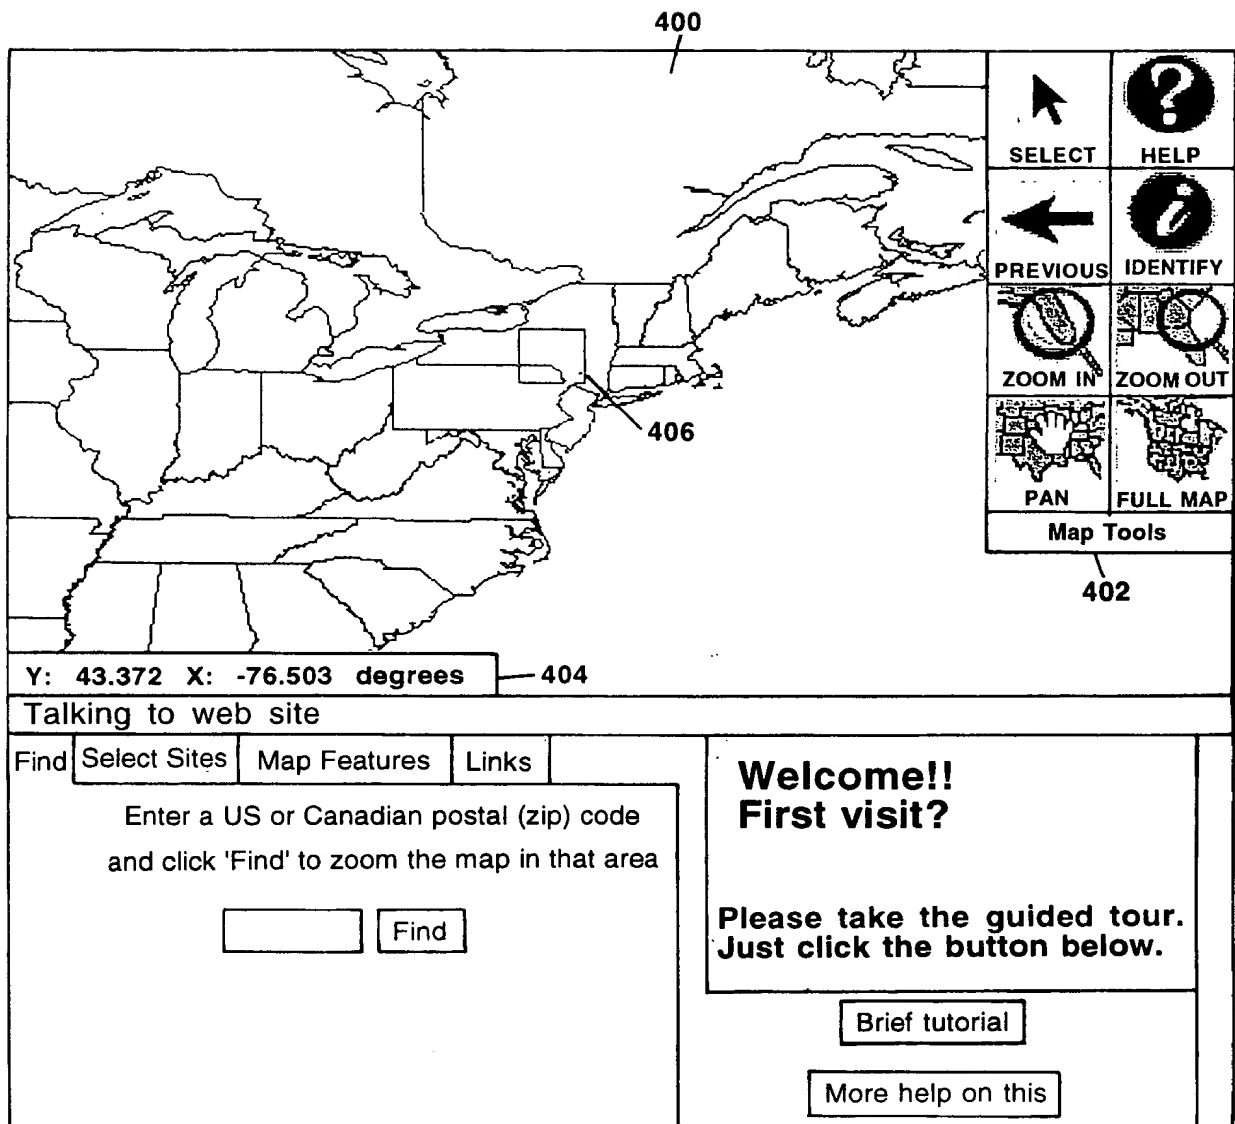 400
SELECT HELP
PREVIOUS IDENTIFY
ZOOM IN ZOOM OUT
406
PAN FULL MAP
Map Tools
402
Y: 43.372 X: -76.503 degrees
404
Talking to web site
Find Select Sites Map Features Links
Enter a US or Canadian postal (zip) code
and click 'Find' to zoom the map in that area
Find
Welcome!!
First visit?
Please take the guided tour.
Just click the button below.
Brief tutorial
More help on this